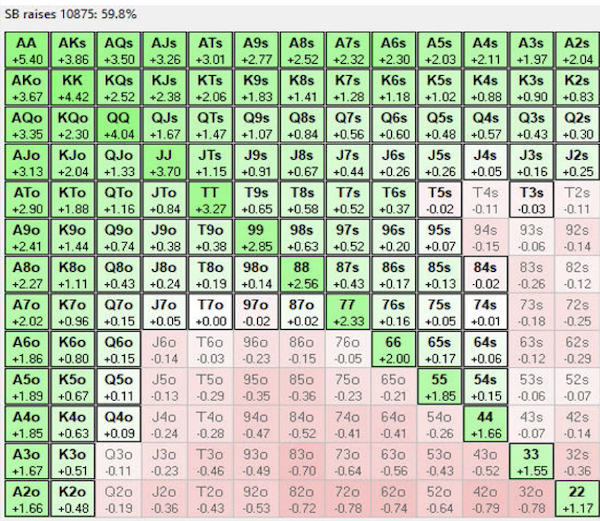 SB raises 10875: 59.8%
AA AKs AQs AJs ATs A9s A8s A7s A6s A5s A4s A3s A2s
+5.40 +3.86 +3.50 +3.26 +3.01 +2.77 +2.52 +2.32 +2.30 +2.03 +2.11 +1.97 +2.04
AKo KK KQs KJs KTs K9s K8s K7s K6s K5s K4s K3s K2s
+3.67 +4.42 +2.52 +2.38 +2.06 +1.83 +1.41 +1.28 +1.18 +1.02 +0.88 +0.90 +0.83
AQo KQo QQ QJs QTs Q9s Q8s Q7s Q6s Q5s Q4s Q3s Q2s
+3.35 +2.30 +4.04 +1.67 +1.47 +1.07 +0.84 +0.56 +0.60 +0.48 +0.57 +0.43 +0.30
AJo KJo QJo JJ JTs J9s J8s J7s J6s J5s J4s J3s J2s
+3.13 +2.04 +1.33 +3.70 +1.15 +0.91 +0.67 +0.44 +0.26 +0.26 +0.05 +0.16 +0.25
ATo KTo QTo JTo TT T9s T8s T7s T6s T5s T4s T3s T2s
+2.90 +1.88 +1.16 +0.84 +3.27 +0.65 +0.58 +0.52 +0.37 -0.02 -0.11 -0.03 -0.11
A9o K9o Q9o J9o T9o 99 98s 97s 96s 95s 94s 93s 92s
+2.41 +1.44 +0.74 +0.38 +0.38 +2.85 +0.63 +0.52 +0.20 +0.07 -0.15 -0.06 -0.14
A8o K8o Q8o J8o T8o 98o 88 87s 86s 85s 84s 83s 82s
+2.27 +1.11 +0.43 +0.24 +0.19 +0.14 +2.56 +0.43 +0.17 +0.13 -0.02 -0.26 -0.12
A7o K7o Q7o J7o T7o 97o 87o 77 76s 75s 74s 73s 72s
+2.02 +0.96 +0.15 +0.05 +0.00 -0.02 +0.02 +2.33 +0.16 +0.05 +0.01 -0.18 -0.25
A6o K6o Q6o J6o T6o 96o 86o 76o 66 65s 64s 63s 62s
+1.86 +0.80 +0.15 -0.14 -0.03 -0.23 -0.15 -0.05 +2.00 +0.17 +0.06 -0.12 -0.29
A5o K5o Q5o J5o T5o 95o 85o 75o 65o 55 54s 53s 52s
+1.89 +0.67 +0.11 -0.13 -0.29 -0.35 -0.36 -0.23 -0.21 +1.85 +0.15 -0.06 -0.07
A4o K4o Q4o J4o T4o 94o 84o 74o 64o 54o 44 43s 42s
+1.85 +0.63 +0.09 -0.24 -0.28 -0.47 -0.52 -0.41 -0.41 -0.26 +1.66 -0.07 -0.14
A3o K3o Q3o J3o T3o 93o 83o 73o 63o 53o 43o 33 32s
+1.67 +0.51 -0.11 -0.23 -0.46 -0.49 -0.70 -0.64 -0.56 -0.43 -0.52 +1.55 -0.36
A2o K2o Q2o J2o T2o 92o 82o 72o 62o 52o 42o 32o 22
+1.66 +0.48 -0.19 -0.36 -0.43 -0.53 -0.72 -0.78 -0.74 -0.64 -0.79 -0.78 +1.17